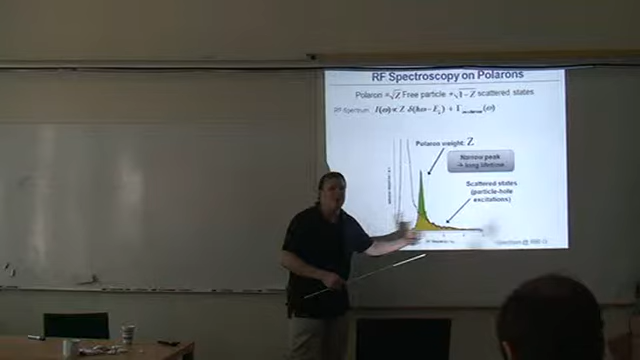 RF Spectroscopy on Polarons
Polaron = √Z Free particle + √1-Z scattered states
RF Spectrum:
Polaron weight: Z
Narrow peak
→ long lifetime
Scattered states
(particle-hole
excitations)